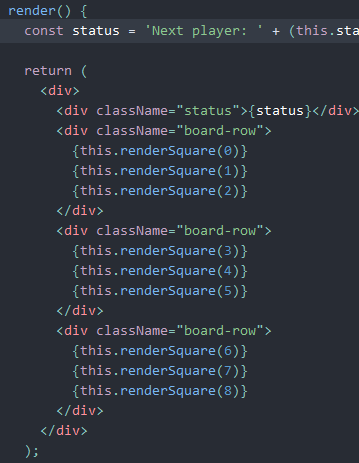 render() {
  const status = 'Next player: ' + (this.sta

  return (
    <div>
      <div className="status">{status}</div>
      <div className="board-row">
        {this.renderSquare(0)}
        {this.renderSquare(1)}
        {this.renderSquare(2)}
      </div>
      <div className="board-row">
        {this.renderSquare(3)}
        {this.renderSquare(4)}
        {this.renderSquare(5)}
      </div>
      <div className="board-row">
        {this.renderSquare(6)}
        {this.renderSquare(7)}
        {this.renderSquare(8)}
      </div>
    </div>
  );